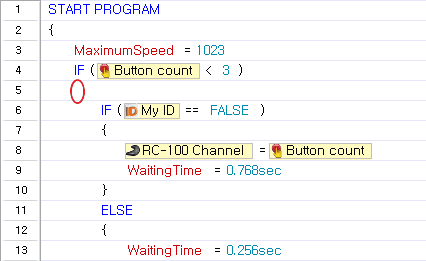 1 START PROGRAM
2 {
3 MaximumSpeed = 1023
4 IF ( Button count < 3 )
5
6 IF ( ID My ID == FALSE )
7 {
8 RC-100 Channel = Button count
9 WaitingTime = 0.768sec
10 }
11 ELSE
12 {
13 WaitingTime = 0.256sec